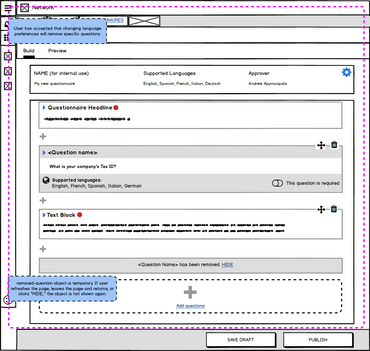 Network
User has accepted that changing language
preferences will remove specific questions
NAIRES
Build Preview
NAME (for internal use) Supported Languages Approver
My new questionnaire English, Spanish, French, Italian, Deutsch Andrew Approvopolis
Questionnaire Headline
<Question name>
What is your company's Tax ID?
Supported languages:
English, French, Spanish, Italian, German
This question is required
Text Block
<Question Name> has been removed. HIDE
removed-question object is temporary. If user
refreshes the page, leaves the page and returns, or
clicks "HIDE," the object is not shown again
Add questions
SAVE DRAFT PUBLISH